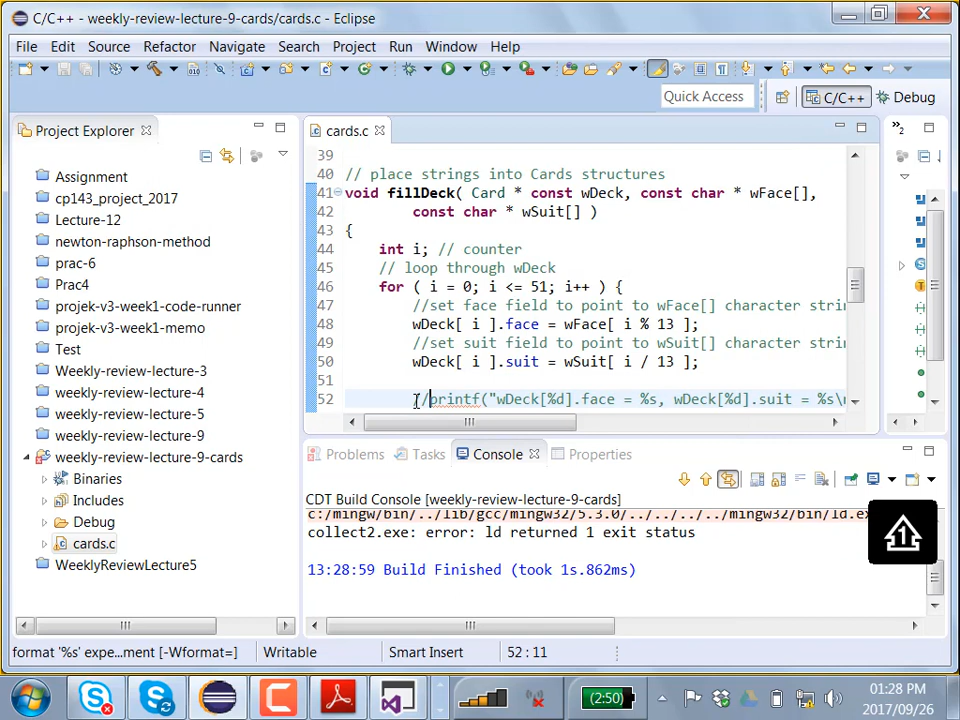 C/C++ - weekly-review-lecture-9-cards/cards.c - Eclipse
File Edit Source Refactor Navigate Search Project Run Window Help
Quick Access
C/C++
Debug
Project Explorer
Assignment
cp143_project_2017
Lecture-12
newton-raphson-method
prac-6
Prac4
projek-v3-week1-code-runner
projek-v3-week1-memo
Test
Weekly-review-lecture-3
weekly-review-lecture-4
weekly-review-lecture-5
weekly-review-lecture-9
weekly-review-lecture-9-cards
Binaries
Includes
Debug
cards.c
WeeklyReviewLecture5
cards.c
39
40 // place strings into Cards structures
41 void fillDeck( Card * const wDeck, const char * wFace[],
42 const char * wSuit[] )
43 {
44 int i; // counter
45 // loop through wDeck
46 for ( i = 0; i <= 51; i++ ) {
47 //set face field to point to wFace[] character strin
48 wDeck[ i ].face = wFace[ i % 13 ];
49 //set suit field to point to wSuit[] character strin
50 wDeck[ i ].suit = wSuit[ i / 13 ];
51
52 //printf("wDeck[%d].face = %s, wDeck[%d].suit = %s\n
2
Problems Tasks Console Properties
CDT Build Console [weekly-review-lecture-9-cards]
c:/mingw/bin/../lib/gcc/mingw32/5.3.0/../../../../mingw32/bin/ld.ex
collect2.exe: error: ld returned 1 exit status
13:28:59 Build Finished (took 1s.862ms)
1
format '%s' expe...ment [-Wformat=] Writable Smart Insert 52 : 11
(2:50)
01:28 PM
2017/09/26